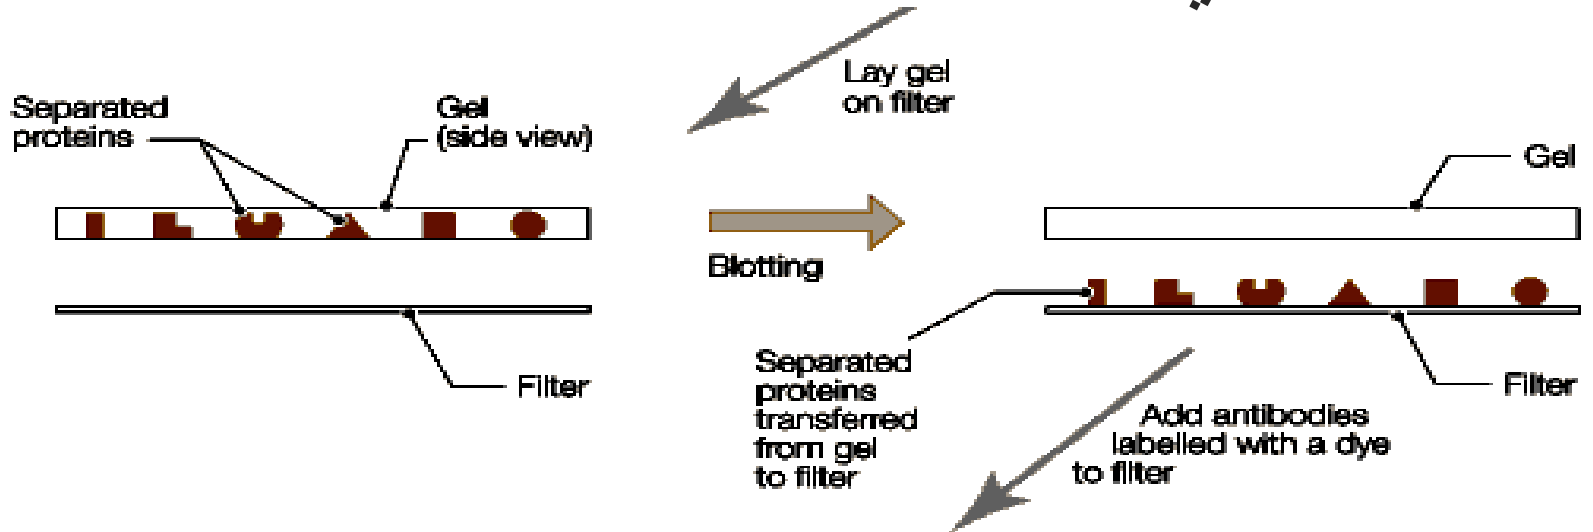 Lay gel
on filter
Separated
proteins
Gel
(side view)
Gel
Blotting
Filter
Separated
proteins
transferred
from gel
to filter
Filter
Add antibodies
labelled with a dye
to filter